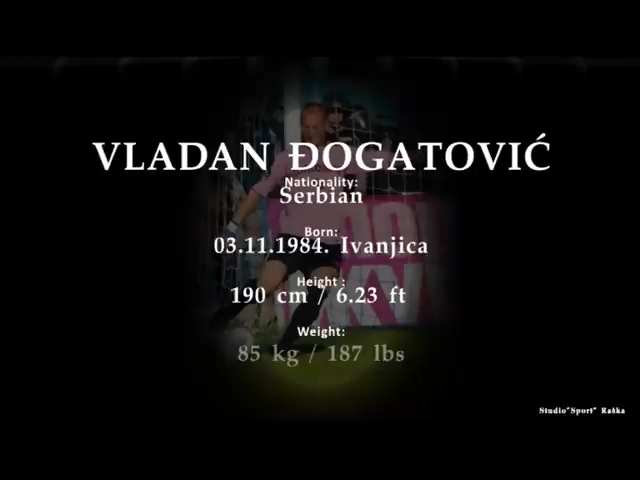 VLADAN ĐOGATOVIĆ
Nationality:
Serbian
Born:
03.11.1984. Ivanjica
Height :
190 cm / 6.23 ft
Weight:
85 kg / 187 lbs
Studio"Sport" Raška